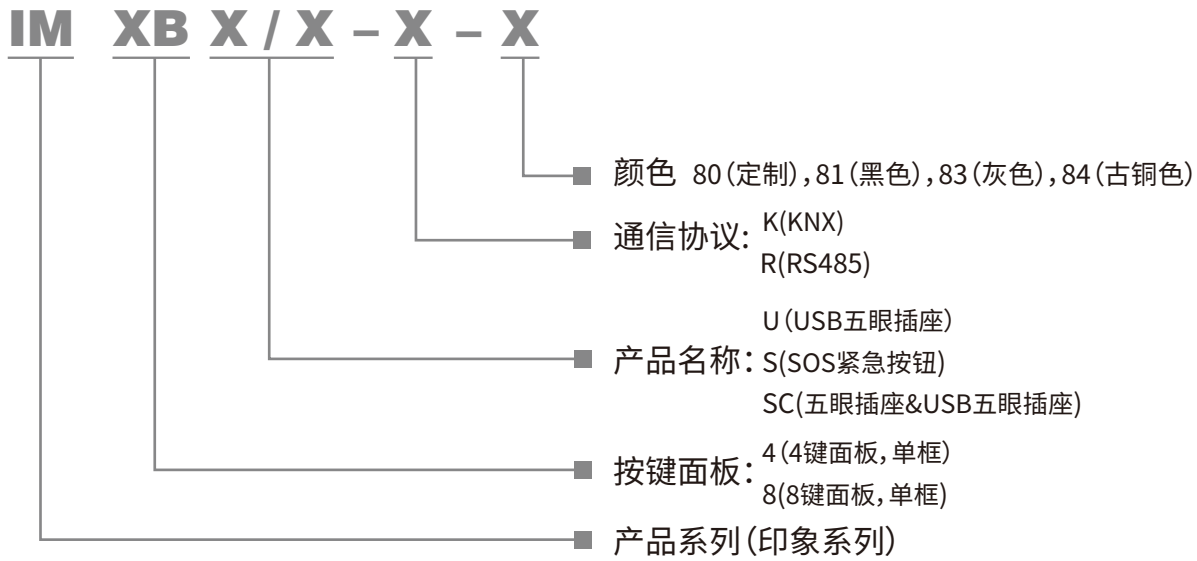 IM XB X / X – X – X
颜色 80（定制），81（黑色），83（灰色），84（古铜色）
通信协议: K(KNX)
R(RS485)
U（USB五眼插座）
产品名称： S(SOS紧急按钮)
SC(五眼插座&USB五眼插座)
按键面板： 4（4键面板，单框）
8(8键面板，单框)
产品系列（印象系列）